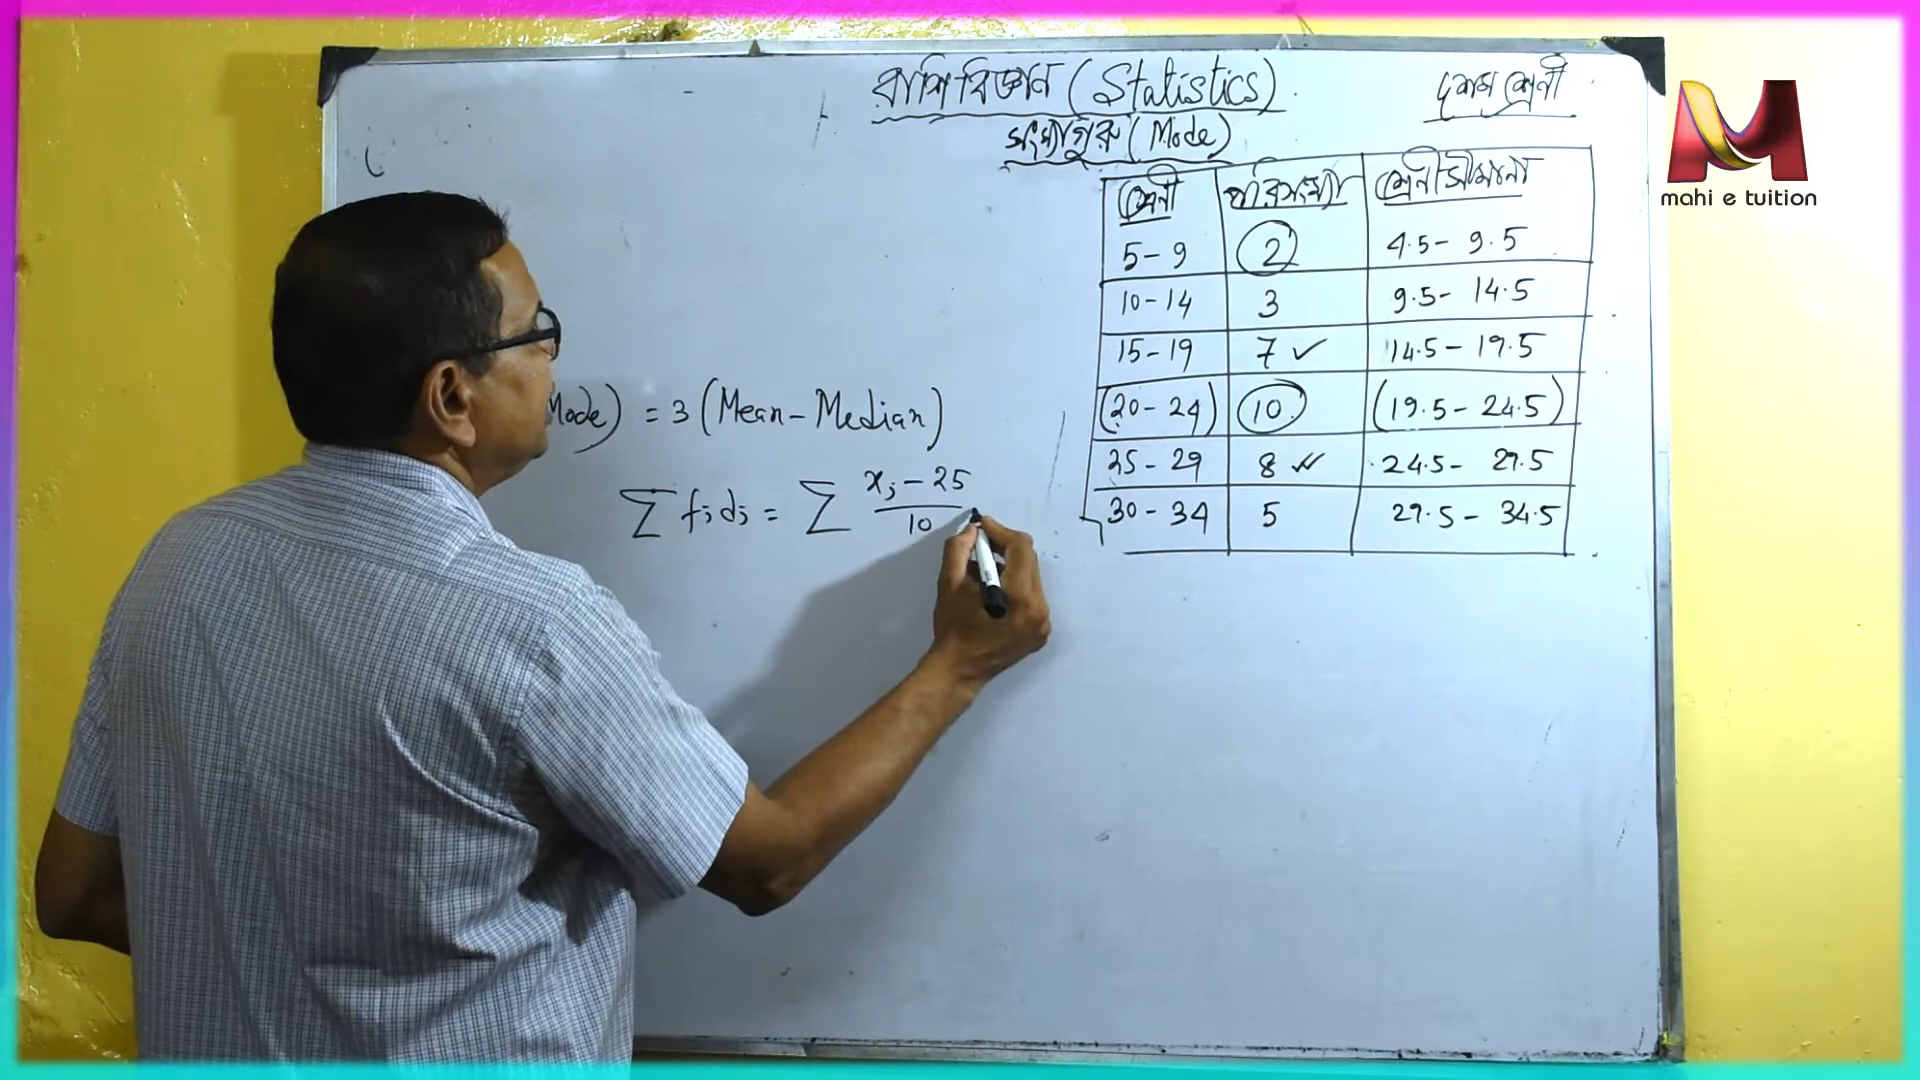 রাশিবিজ্ঞান (Statistics)
দশম শ্রেণী
সংখ্যাগুরু (Mode)
শ্রেণী পরিসংখ্যা শ্রেণী সীমানা
5 - 9 2 4.5 - 9.5
10 - 14 3 9.5 - 14.5
15 - 19 7 ✓ 14.5 - 19.5
(20 - 24) 10 (19.5 - 24.5)
25 - 29 8 ✓✓ 24.5 - 29.5
30 - 34 5 29.5 - 34.5
Mode) = 3 (Mean - Median)
∑ fᵢdᵢ = ∑ (xᵢ - 25)/10
mahi e tuition